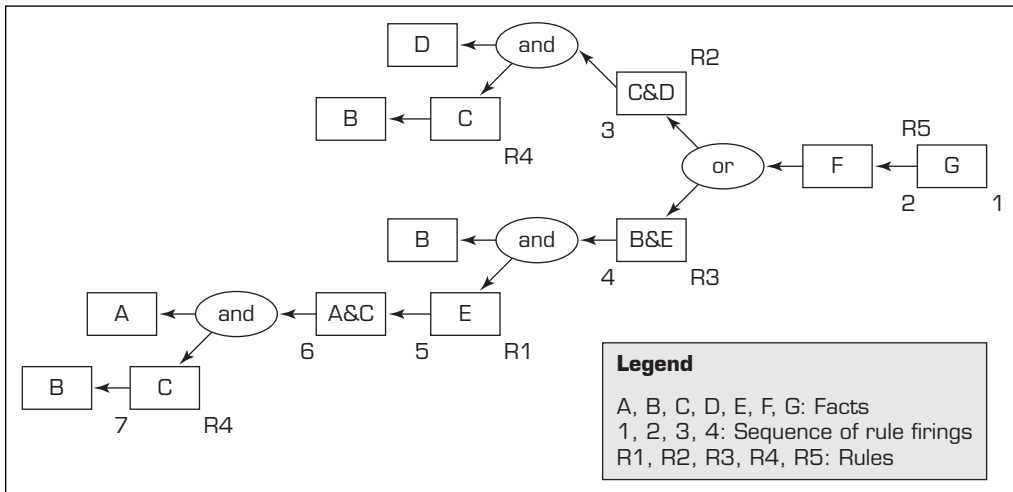 D
and
R2
C&D
B
C
3
R4
R5
or
F
G
2
1
B
and
B&E
4
R3
A
and
A&C
E
6
5
R1
B
C
7
R4
Legend
A, B, C, D, E, F, G: Facts
1, 2, 3, 4: Sequence of rule firings
R1, R2, R3, R4, R5: Rules